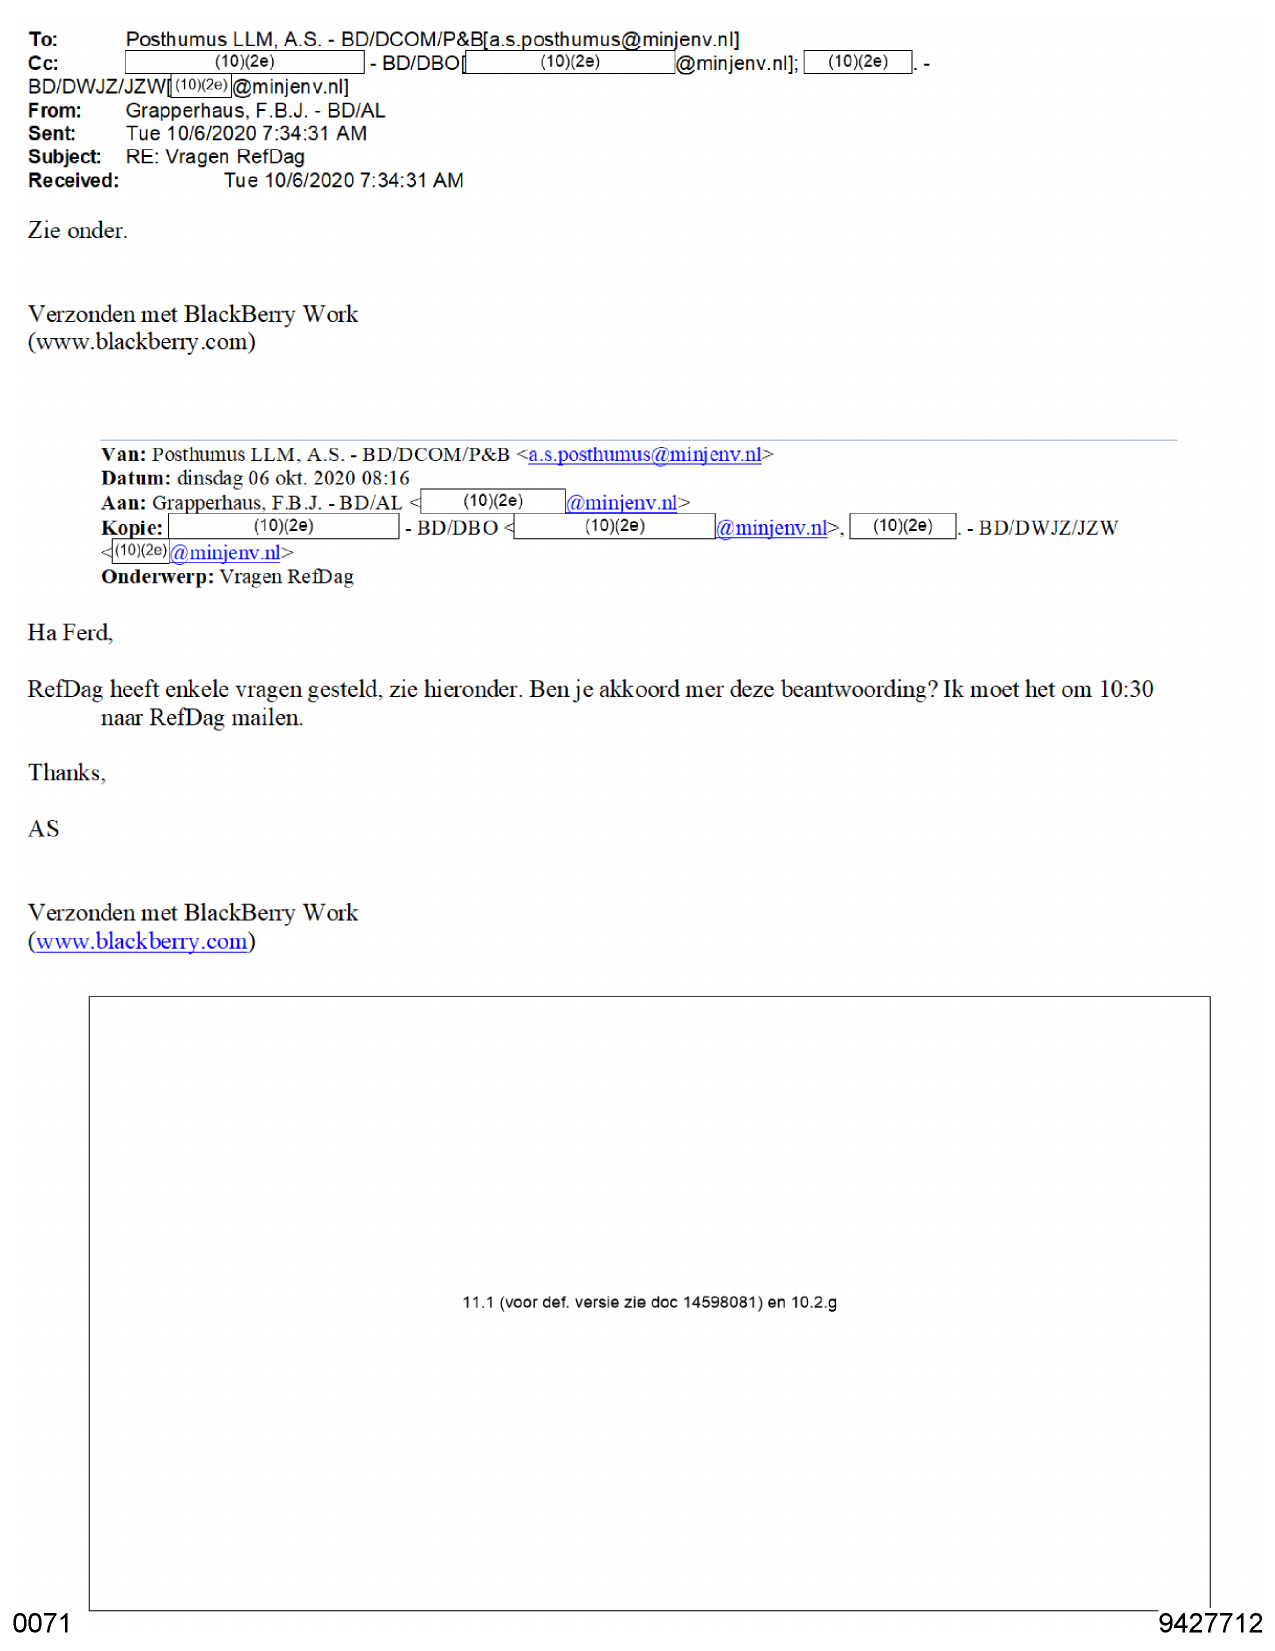 To: Posthumus LLM, A.S. - BD/DCOM/P&B[a.s.posthumus@minjenv.nl]
Cc: (10)(2e) - BD/DBO[ (10)(2e) @minjenv.nl]; (10)(2e) . -
BD/DWJZ/JZW[ (10)(2e) @minjenv.nl]
From: Grapperhaus, F.B.J. - BD/AL
Sent: Tue 10/6/2020 7:34:31 AM
Subject: RE: Vragen RefDag
Received: Tue 10/6/2020 7:34:31 AM
Zie onder.
Verzonden met BlackBerry Work
(www.blackberry.com)
Van: Posthumus LLM, A.S. - BD/DCOM/P&B <a.s.posthumus@minjenv.nl>
Datum: dinsdag 06 okt. 2020 08:16
Aan: Grapperhaus, F.B.J. - BD/AL < (10)(2e) @minjenv.nl>
Kopie: (10)(2e) - BD/DBO < (10)(2e) @minjenv.nl>, (10)(2e) . - BD/DWJZ/JZW
< (10)(2e) @minjenv.nl>
Onderwerp: Vragen RefDag
Ha Ferd,
RefDag heeft enkele vragen gesteld, zie hieronder. Ben je akkoord mer deze beantwoording? Ik moet het om 10:30
naar RefDag mailen.
Thanks,
AS
Verzonden met BlackBerry Work
(www.blackberry.com)
11.1 (voor def. versie zie doc 14598081) en 10.2.g
0071
9427712